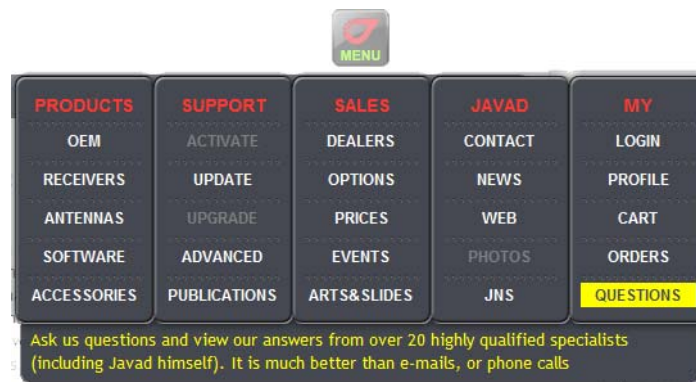 MENU
PRODUCTS SUPPORT SALES JAVAD MY
OEM ACTIVATE DEALERS CONTACT LOGIN
RECEIVERS UPDATE OPTIONS NEWS PROFILE
ANTENNAS UPGRADE PRICES WEB CART
SOFTWARE ADVANCED EVENTS PHOTOS ORDERS
ACCESSORIES PUBLICATIONS ARTS&SLIDES JNS QUESTIONS
Ask us questions and view our answers from over 20 highly qualified specialists
(including Javad himself). It is much better than e-mails, or phone calls